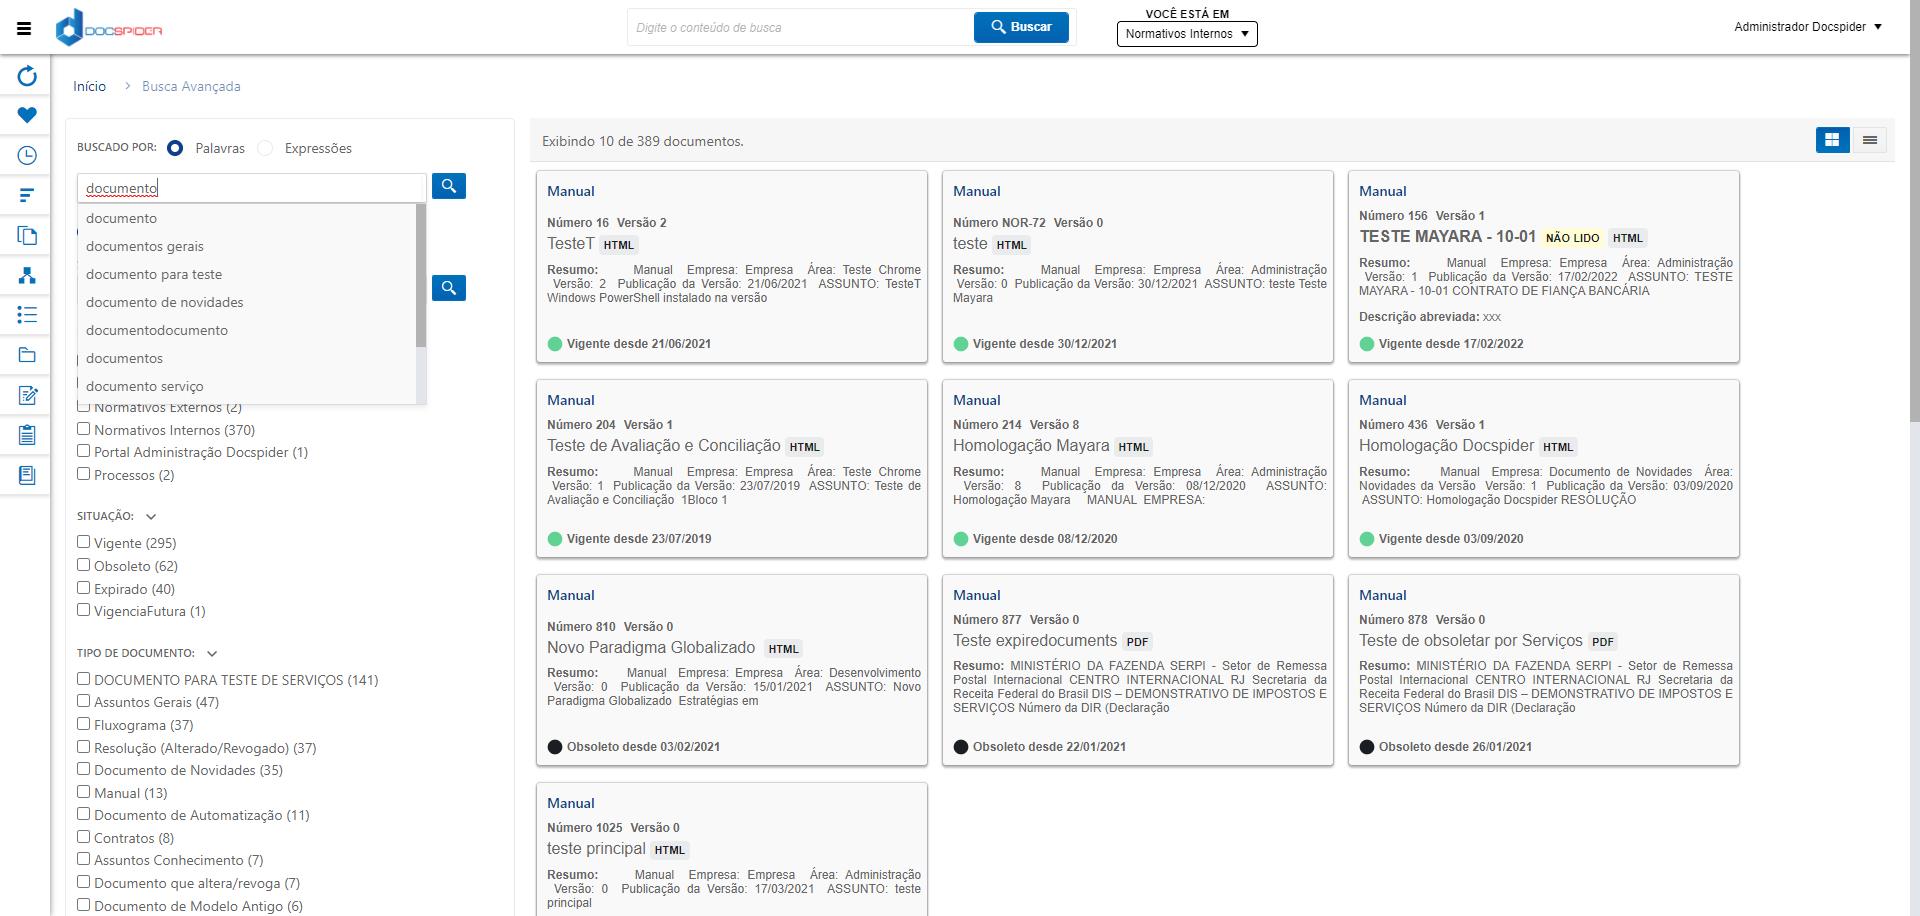 DOCSPIDER
Digite o conteúdo de busca
Buscar
VOCÊ ESTÁ EM
Normativos Internos ▼
Administrador Docspider ▼
Início > Busca Avançada
BUSCADO POR: Palavras Expressões
documento
documento
documentos gerais
documento para teste
documento de novidades
documentodocumento
documentos
documento serviço
Normativos Externos (2)
Normativos Internos (370)
Portal Administração Docspider (1)
Processos (2)
SITUAÇÃO:
Vigente (295)
Obsoleto (62)
Expirado (40)
VigenciaFutura (1)
TIPO DE DOCUMENTO:
DOCUMENTO PARA TESTE DE SERVIÇOS (141)
Assuntos Gerais (47)
Fluxograma (37)
Resolução (Alterado/Revogado) (37)
Documento de Novidades (35)
Manual (13)
Documento de Automatização (11)
Contratos (8)
Assuntos Conhecimento (7)
Documento que altera/revoga (7)
Documento de Modelo Antigo (6)
Exibindo 10 de 389 documentos.
Manual
Número 16 Versão 2
TesteT HTML
Resumo: Manual Empresa: Empresa Área: Teste Chrome
Versão: 2 Publicação da Versão: 21/06/2021 ASSUNTO: TesteT
Windows PowerShell instalado na versão
Vigente desde 21/06/2021
Manual
Número NOR-72 Versão 0
teste HTML
Resumo: Manual Empresa: Empresa Área: Administração
Versão: 0 Publicação da Versão: 30/12/2021 ASSUNTO: teste Teste
Mayara
Vigente desde 30/12/2021
Manual
Número 156 Versão 1
TESTE MAYARA - 10-01 NÃO LIDO HTML
Resumo: Manual Empresa: Empresa Área: Administração
Versão: 1 Publicação da Versão: 17/02/2022 ASSUNTO: TESTE
MAYARA - 10-01 CONTRATO DE FIANÇA BANCÁRIA
Descrição abreviada: xxx
Vigente desde 17/02/2022
Manual
Número 204 Versão 1
Teste de Avaliação e Conciliação HTML
Resumo: Manual Empresa: Empresa Área: Teste Chrome
Versão: 1 Publicação da Versão: 23/07/2019 ASSUNTO: Teste de
Avaliação e Conciliação 1Bloco 1
Vigente desde 23/07/2019
Manual
Número 214 Versão 8
Homologação Mayara HTML
Resumo: Manual Empresa: Empresa Área: Administração
Versão: 8 Publicação da Versão: 08/12/2020 ASSUNTO:
Homologação Mayara MANUAL EMPRESA:
Vigente desde 08/12/2020
Manual
Número 436 Versão 1
Homologação Docspider HTML
Resumo: Manual Empresa: Documento de Novidades Área:
Novidades da Versão Versão: 1 Publicação da Versão: 03/09/2020
ASSUNTO: Homologação Docspider RESOLUÇÃO
Vigente desde 03/09/2020
Manual
Número 810 Versão 0
Novo Paradigma Globalizado HTML
Resumo: Manual Empresa: Empresa Área: Desenvolvimento
Versão: 0 Publicação da Versão: 15/01/2021 ASSUNTO: Novo
Paradigma Globalizado Estratégias em
Obsoleto desde 03/02/2021
Manual
Número 877 Versão 0
Teste expiredocuments PDF
Resumo: MINISTÉRIO DA FAZENDA SERPI - Setor de Remessa
Postal Internacional CENTRO INTERNACIONAL RJ Secretaria da
Receita Federal do Brasil DIS – DEMONSTRATIVO DE IMPOSTOS E
SERVIÇOS Número da DIR (Declaração
Obsoleto desde 22/01/2021
Manual
Número 878 Versão 0
Teste de obsoletar por Serviços PDF
Resumo: MINISTÉRIO DA FAZENDA SERPI - Setor de Remessa
Postal Internacional CENTRO INTERNACIONAL RJ Secretaria da
Receita Federal do Brasil DIS – DEMONSTRATIVO DE IMPOSTOS E
SERVIÇOS Número da DIR (Declaração
Obsoleto desde 26/01/2021
Manual
Número 1025 Versão 0
teste principal HTML
Resumo: Manual Empresa: Empresa Área: Administração
Versão: 0 Publicação da Versão: 17/03/2021 ASSUNTO: teste
principal